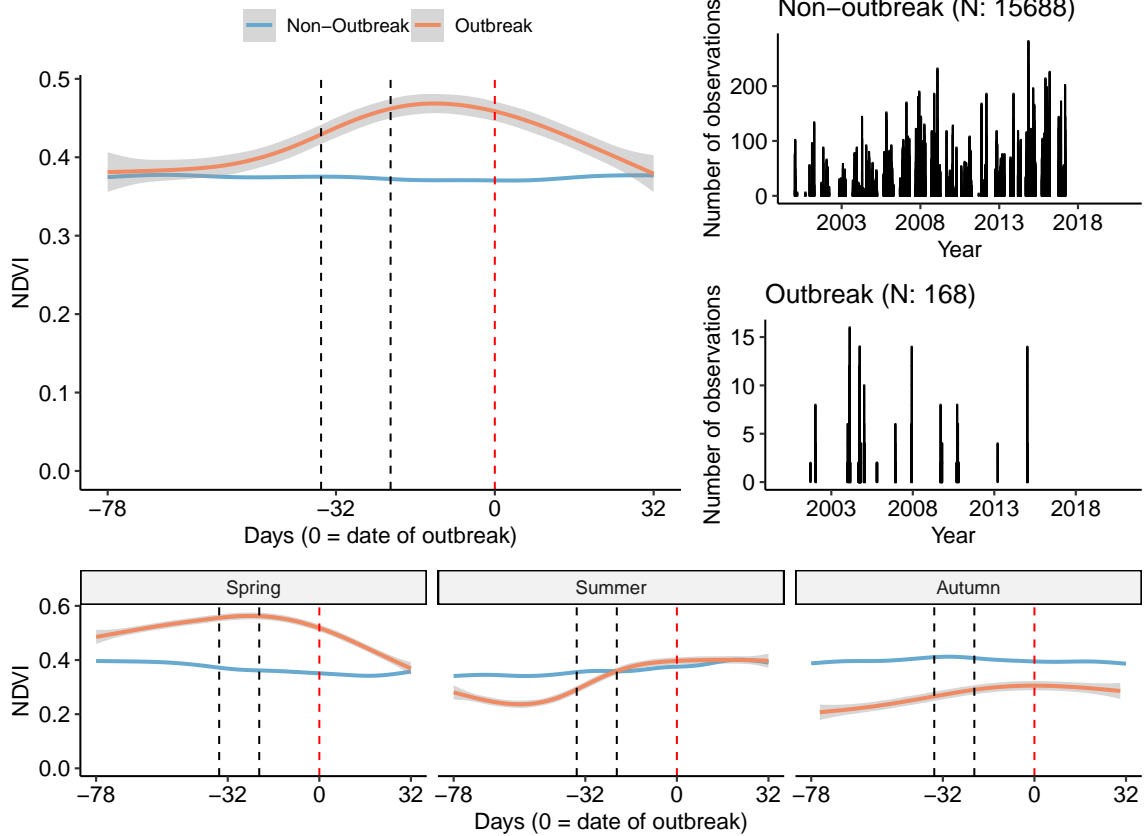 Non−Outbreak Outbreak
NDVI
0.5
0.4
0.3
0.2
0.1
0.0
−78 −32 0 32
Days (0 = date of outbreak)
Non−outbreak (N: 15688)
Number of observations
200
100
0
2003 2008 2013 2018
Year
Outbreak (N: 168)
Number of observations
15
10
5
0
2003 2008 2013 2018
Year
Spring Summer Autumn
NDVI
0.6
0.4
0.2
0.0
−78 −32 0 32 −78 −32 0 32 −78 −32 0 32
Days (0 = date of outbreak)